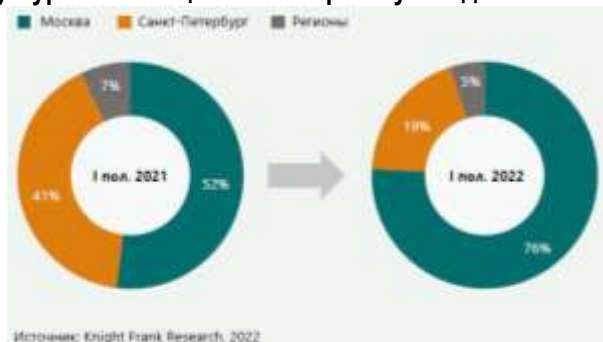 Москва Санкт-Петербург Регионы
7%
52%
41%
I пол. 2021
5%
19%
76%
I пол. 2022
Источник: Knight Frank Research, 2022